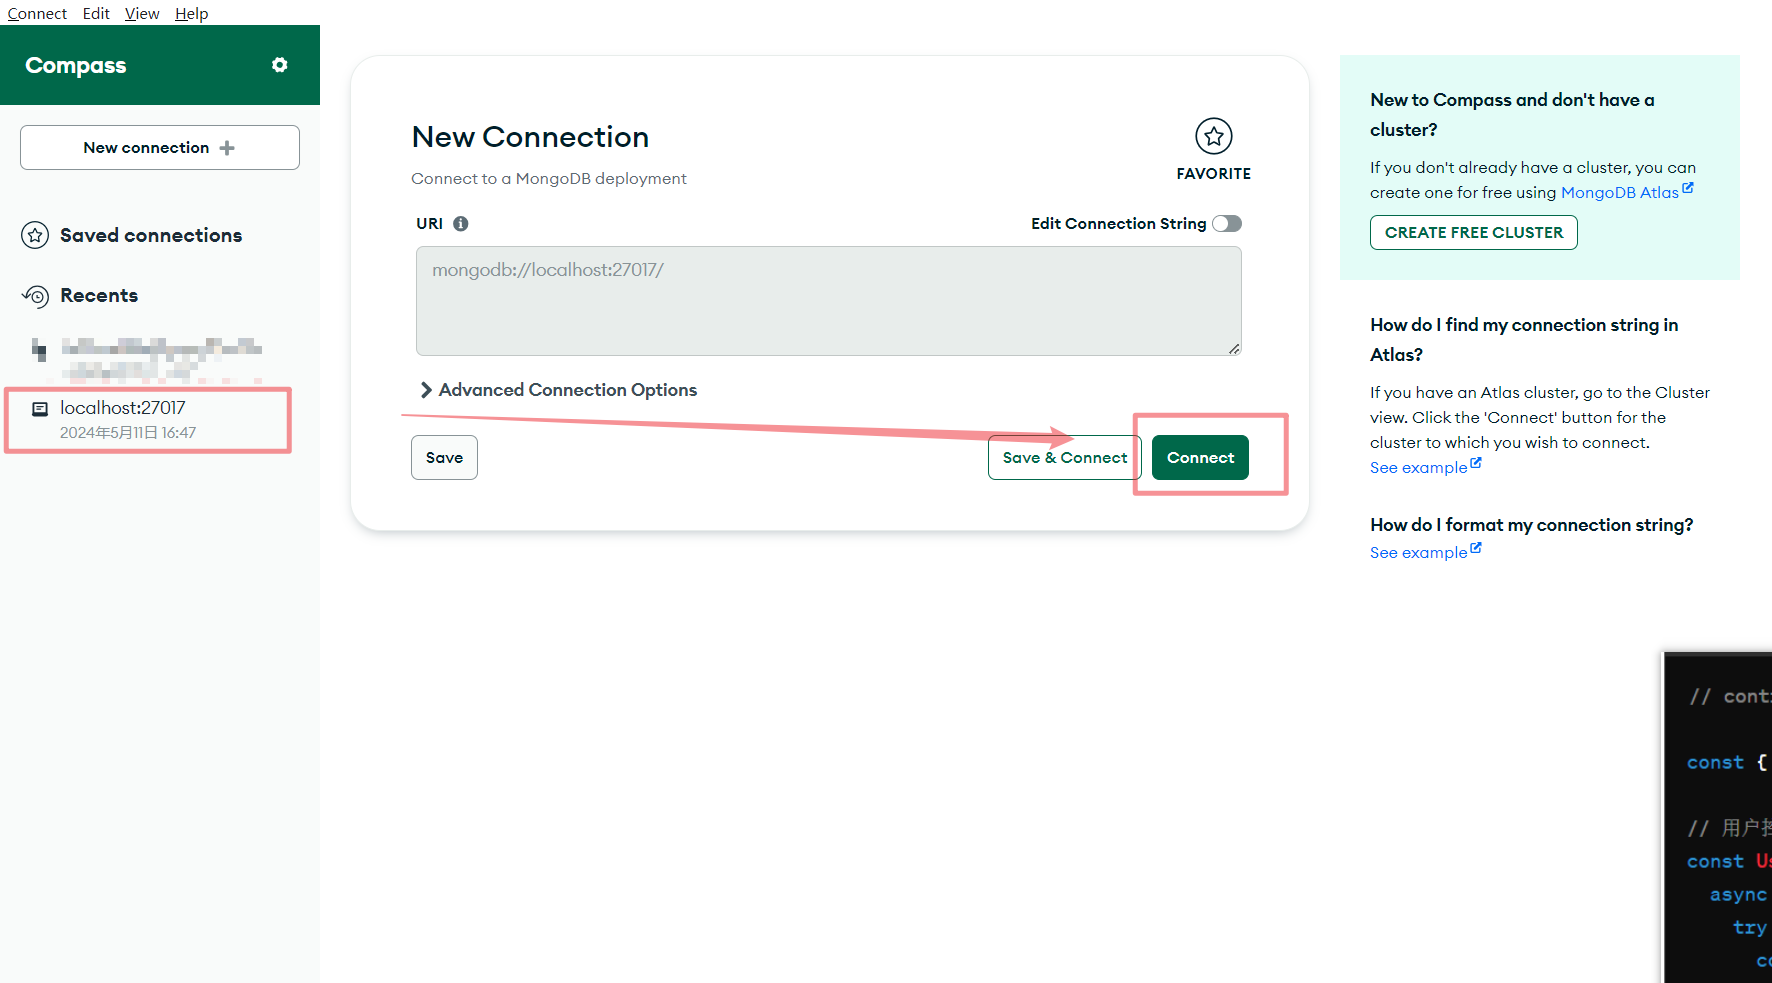 Connect Edit View Help
Compass
New connection
Saved connections
Recents
localhost:27017
2024年5月11日 16:47
New Connection
Connect to a MongoDB deployment
FAVORITE
URI
Edit Connection String
mongodb://localhost:27017/
Advanced Connection Options
Save
Save & Connect
Connect
New to Compass and don't have a
cluster?
If you don't already have a cluster, you can
create one for free using MongoDB Atlas
CREATE FREE CLUSTER
How do I find my connection string in
Atlas?
If you have an Atlas cluster, go to the Cluster
view. Click the 'Connect' button for the
cluster to which you wish to connect.
See example
How do I format my connection string?
See example
//
const {
// 用户
const
async
try